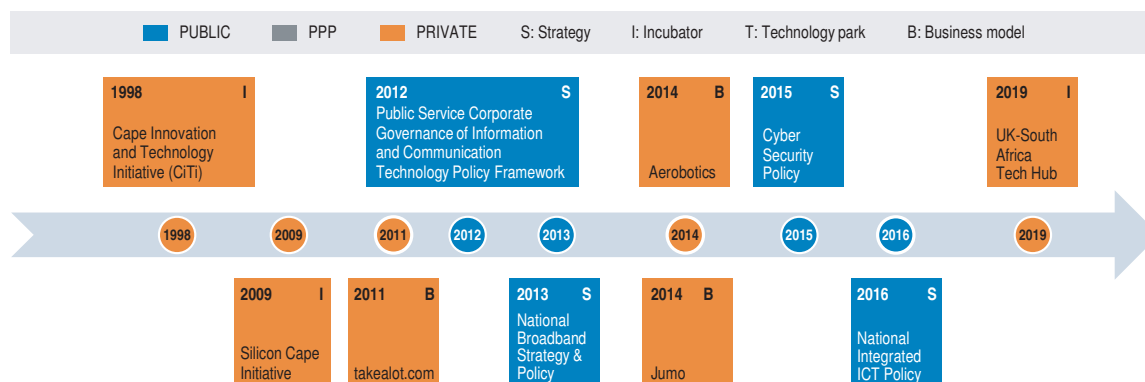 PUBLIC PPP PRIVATE S: Strategy I: Incubator T: Technology park B: Business model
1998 I
Cape Innovation
and Technology
Initiative (CiTi)
2012 S
Public Service Corporate
Governance of Information
and Communication
Technology Policy Framework
2014 B
Aerobotics
2015 S
Cyber
Security
Policy
2019 I
UK-South
Africa
Tech Hub
1998 2009 2011 2012 2013 2014 2015 2016 2019
2009 I
Silicon Cape
Initiative
2011 B
takealot.com
2013 S
National
Broadband
Strategy &
Policy
2014 B
Jumo
2016 S
National
Integrated
ICT Policy